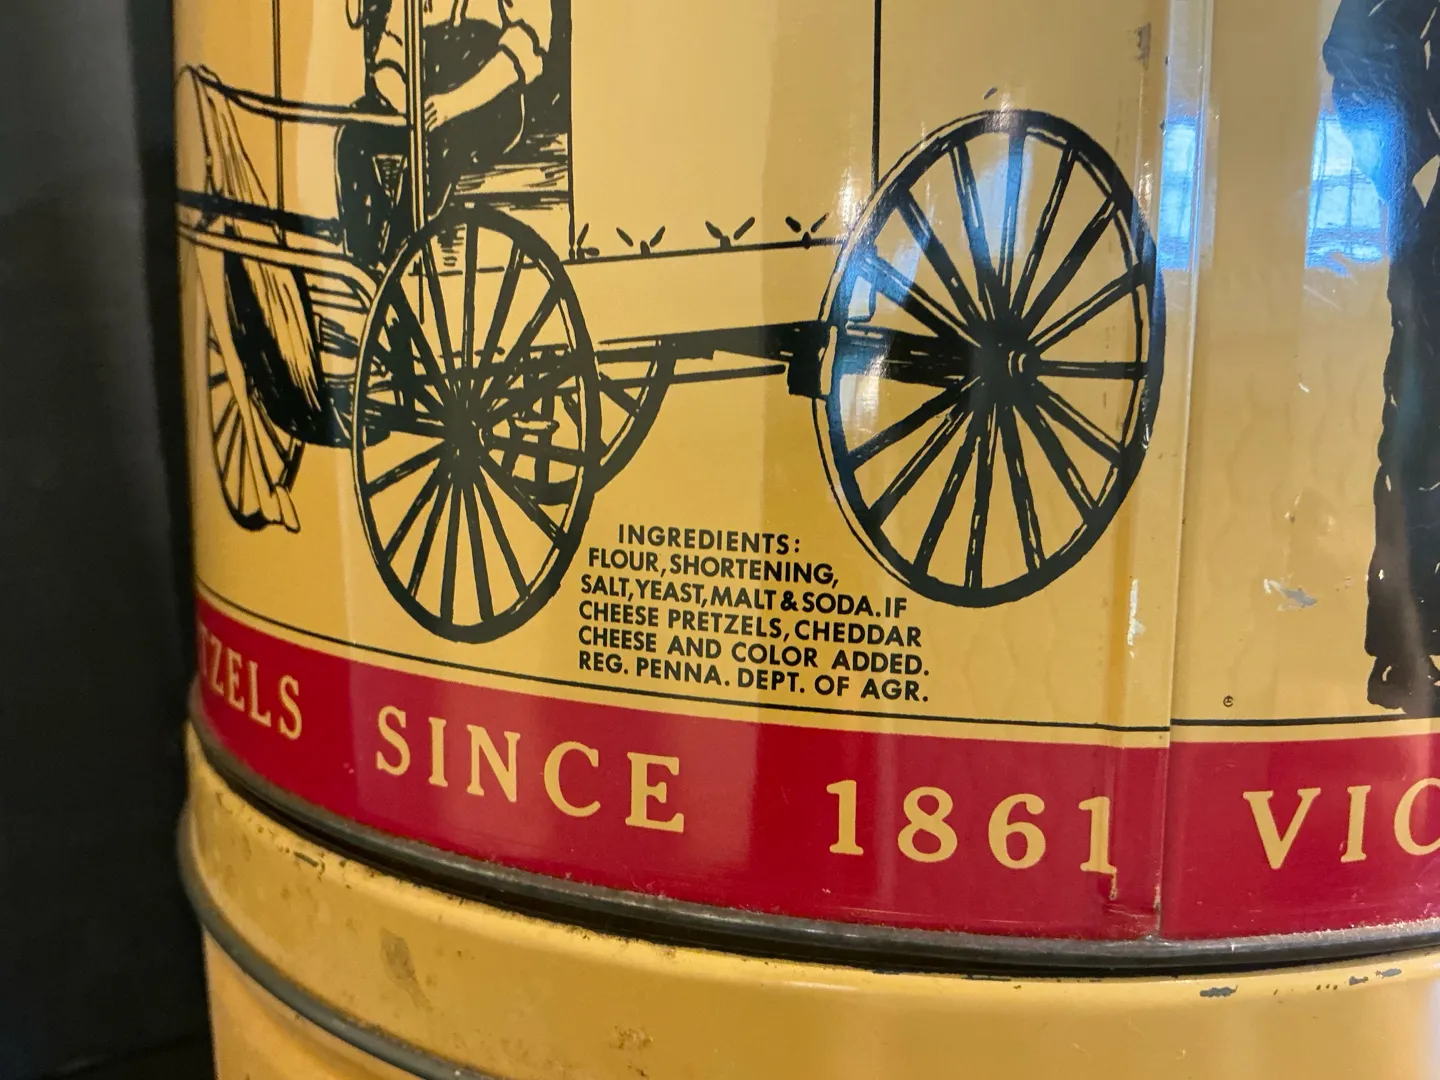 INGREDIENTS:
FLOUR, SHORTENING,
SALT, YEAST, MALT & SODA. IF
CHEESE PRETZELS, CHEDDAR
CHEESE AND COLOR ADDED.
REG. PENNA. DEPT. OF AGR.
TZELS SINCE 1861 VIC